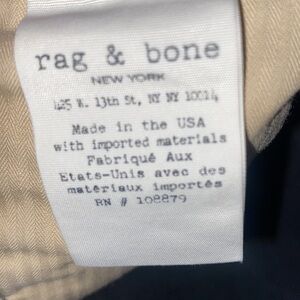 rag & bone
NEW YORK
425 W. 13th St, NY NY 10014
Made in the USA
with imported materials
Fabriqué Aux
Etats-Unis avec des
matériaux importés
RN # 108879